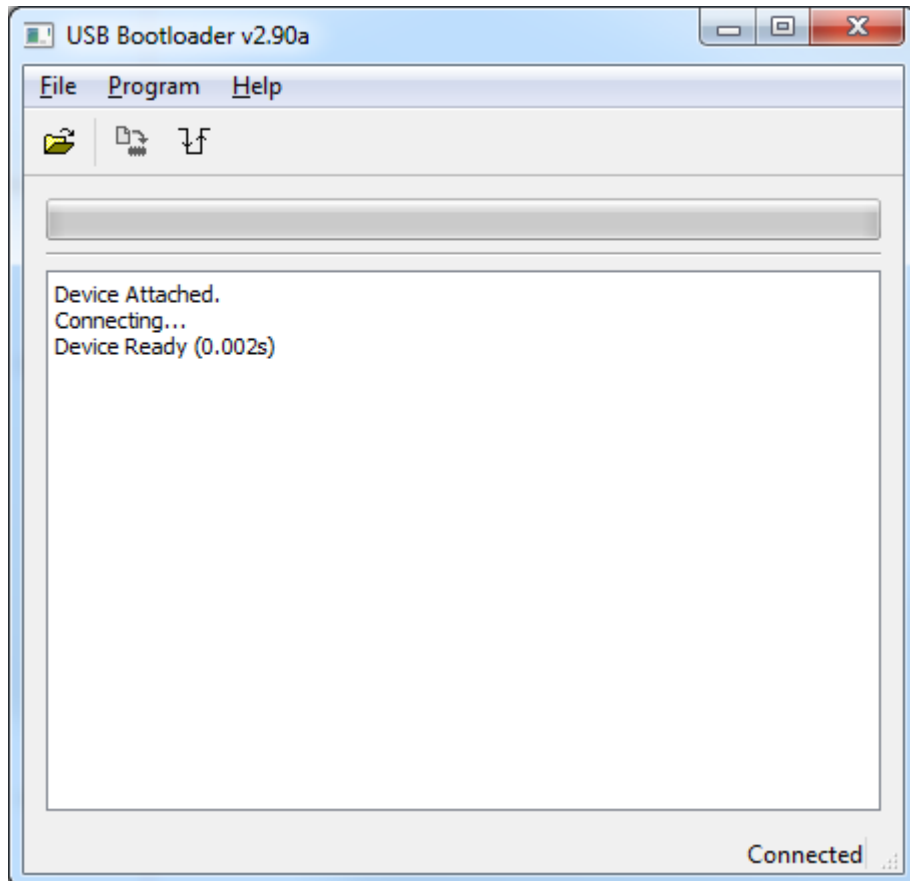 USB Bootloader v2.90a
File Program Help
Device Attached.
Connecting...
Device Ready (0.002s)
Connected